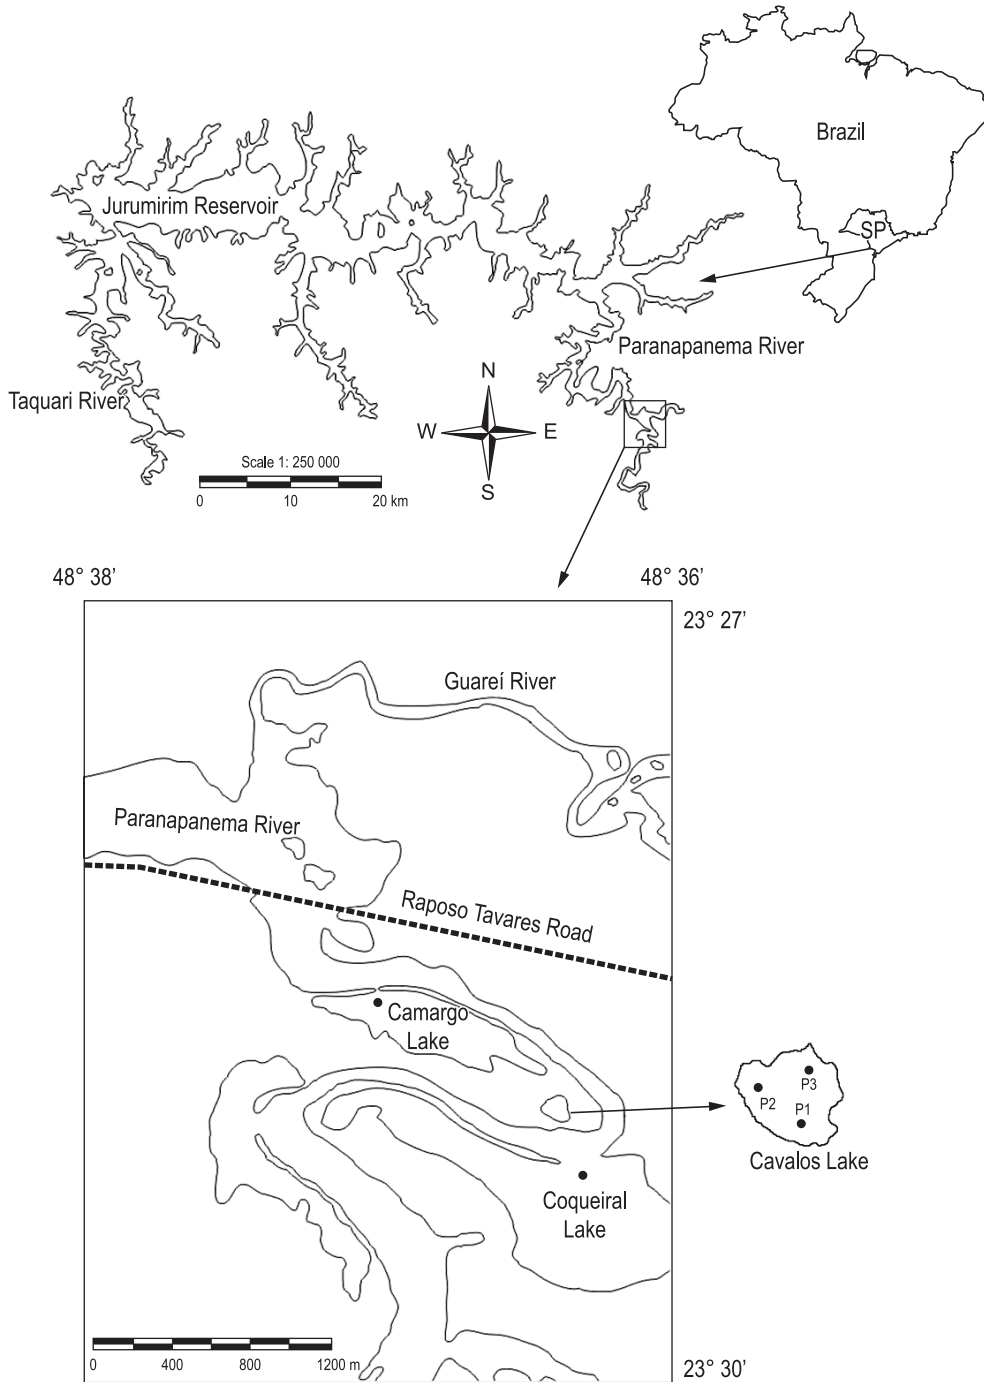 Brazil
SP
Jurumirim Reservoir
Paranapanema River
Taquari River
N
W
E
S
Scale 1: 250 000
0
10
20 km
48° 38’
48° 36’
23° 27’
Guareí River
Paranapanema River
Raposo Tavares Road
Camargo
Lake
P3
P2
P1
Cavalos Lake
Coqueiral
Lake
0
400
800
1200 m
23° 30’